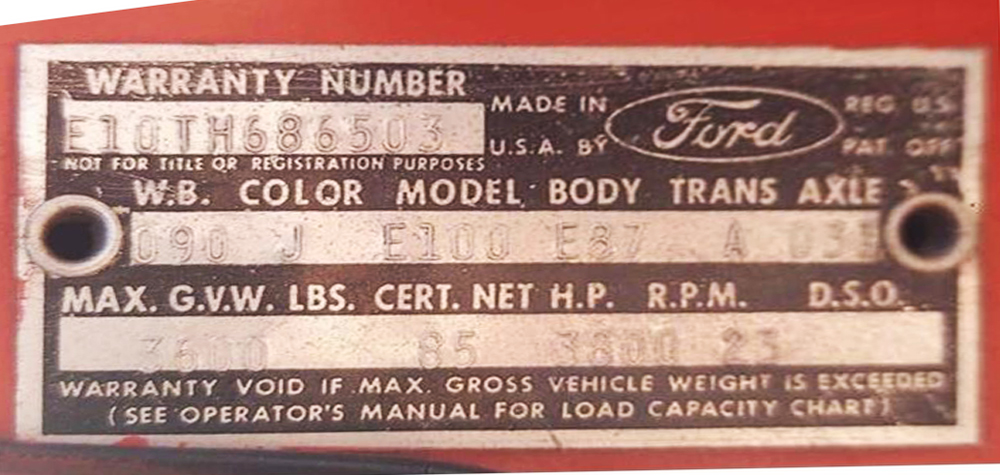 WARRANTY NUMBER
E10TH686503
MADE IN
U.S.A. BY
Ford
REG. U.S.
PAT. OFF.
NOT FOR TITLE OR REGISTRATION PURPOSES
W.B. COLOR MODEL BODY TRANS AXLE
090 J E100 E87 A
MAX. G.V.W. LBS. CERT. NET H.P. R.P.M. D.S.O.
3600 85 3800 23
WARRANTY VOID IF MAX. GROSS VEHICLE WEIGHT IS EXCEEDED
(SEE OPERATOR'S MANUAL FOR LOAD CAPACITY CHART)